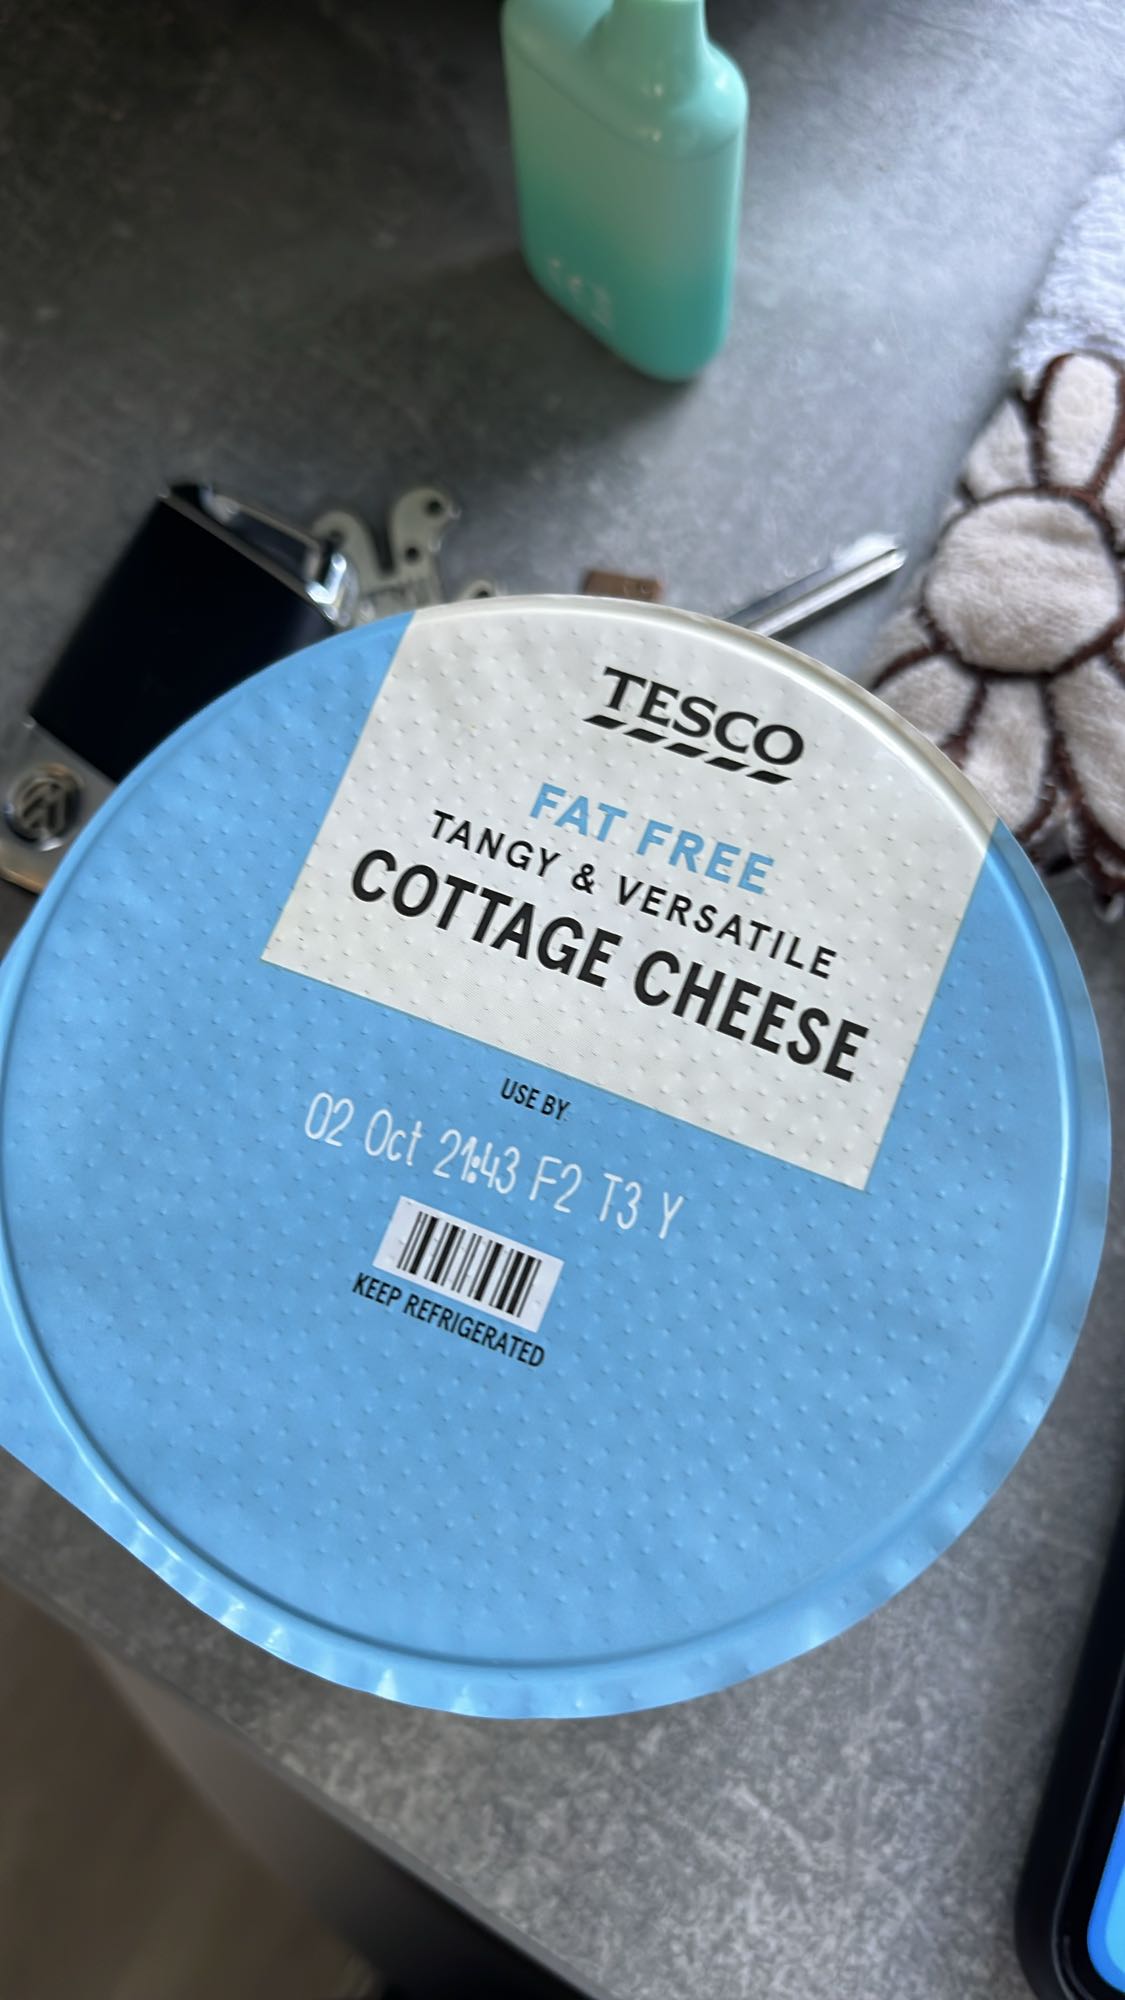 TESCO
FAT FREE
TANGY & VERSATILE
COTTAGE CHEESE
USE BY
02 Oct 21:43 F2 T3 Y
KEEP REFRIGERATED